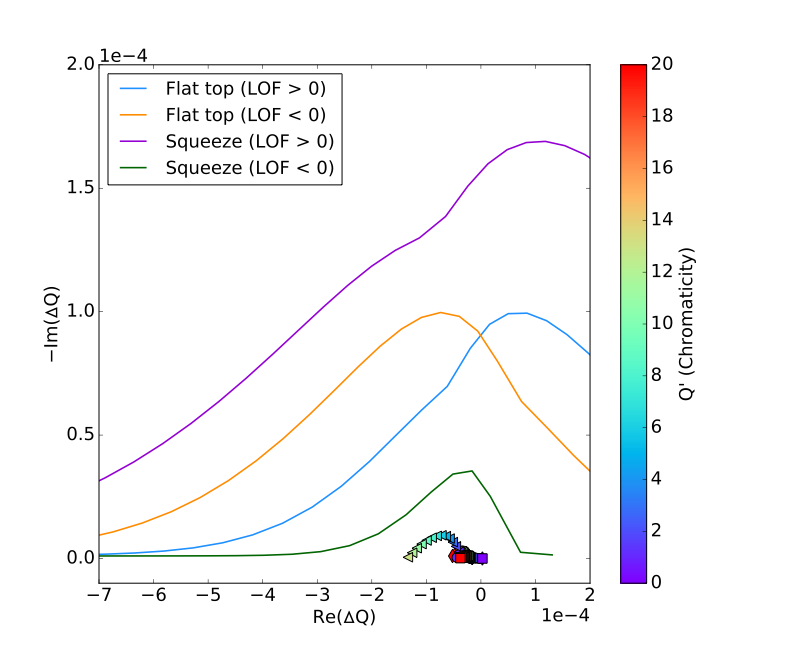 1e−4
2.0
1.5
1.0
0.5
0.0
−Im(ΔQ)
Flat top (LOF > 0)
Flat top (LOF < 0)
Squeeze (LOF > 0)
Squeeze (LOF < 0)
−7 −6 −5 −4 −3 −2 −1 0 1 2
1e−4
Re(ΔQ)
20
18
16
14
12
10
8
6
4
2
0
Q' (Chromaticity)